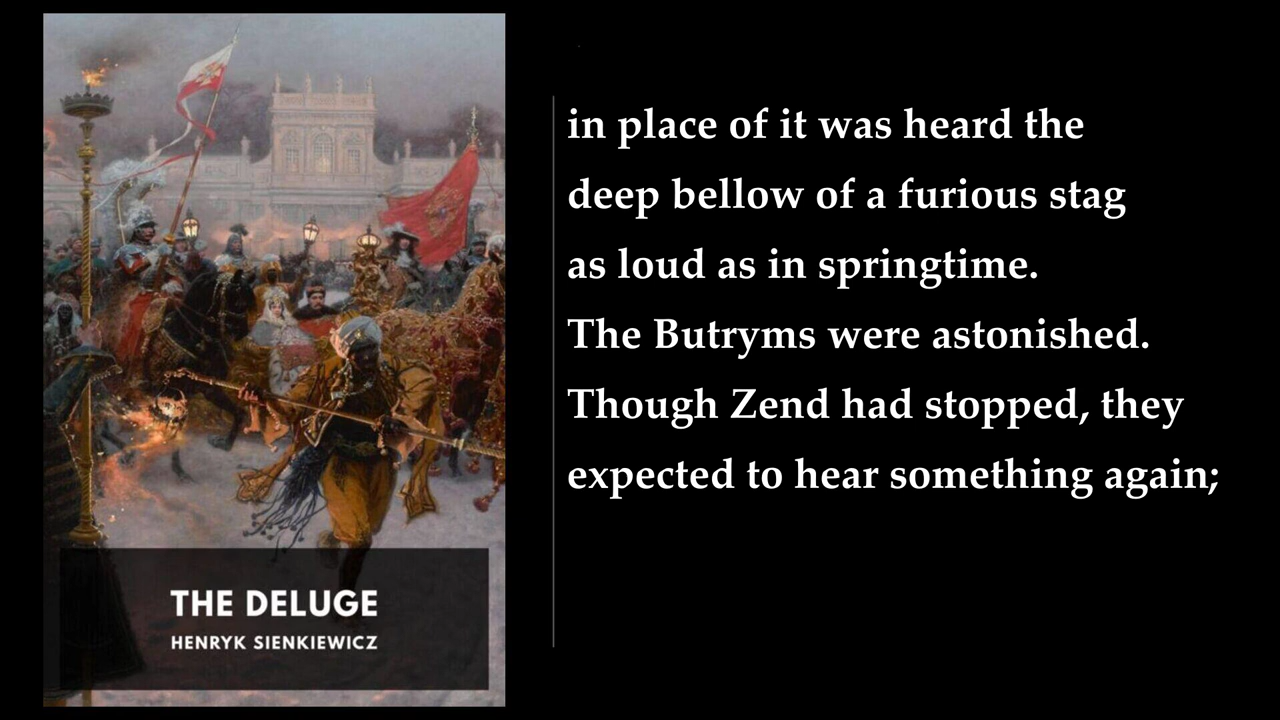 in place of it was heard the
deep bellow of a furious stag
as loud as in springtime.
The Butryms were astonished.
Though Zend had stopped, they
expected to hear something again;
THE DELUGE
HENRYK SIENKIEWICZ